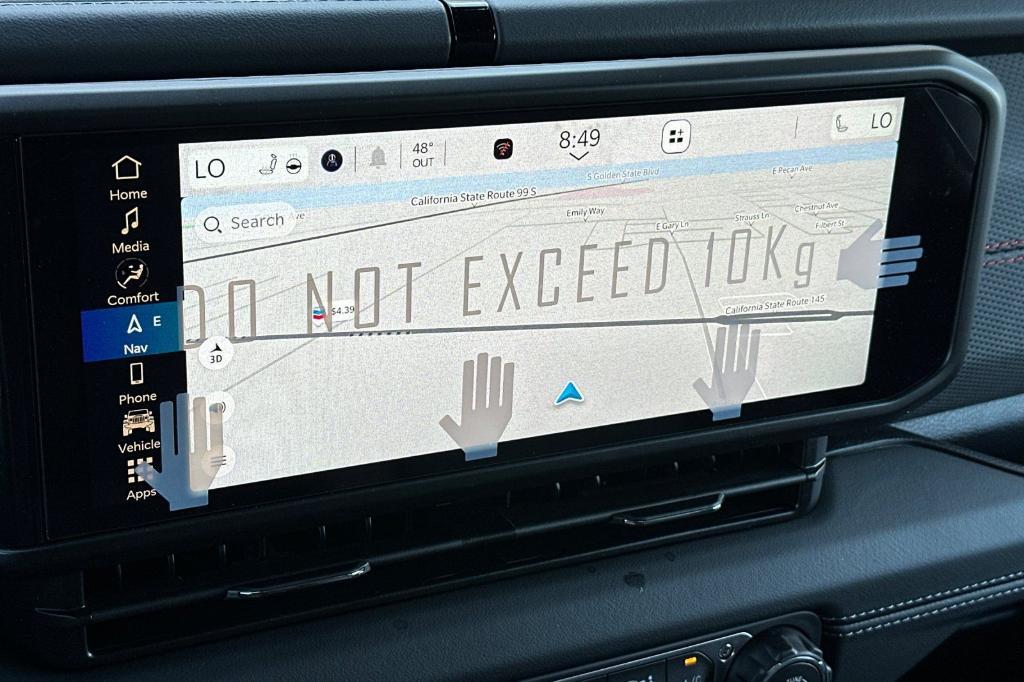 Home
Media
Comfort
E
Nav
Phone
Vehicle
Apps
LO
48°
OUT
8:49
LO
Search
ve
California State Route 99 S
S Golden State Blvd
E Pecan Ave
Emily Way
E Gary Ln
Strauss Ln
Chestnut Ave
Filbert St
DO NOT EXCEED 10Kg
$4.39
California State Route 145
3D